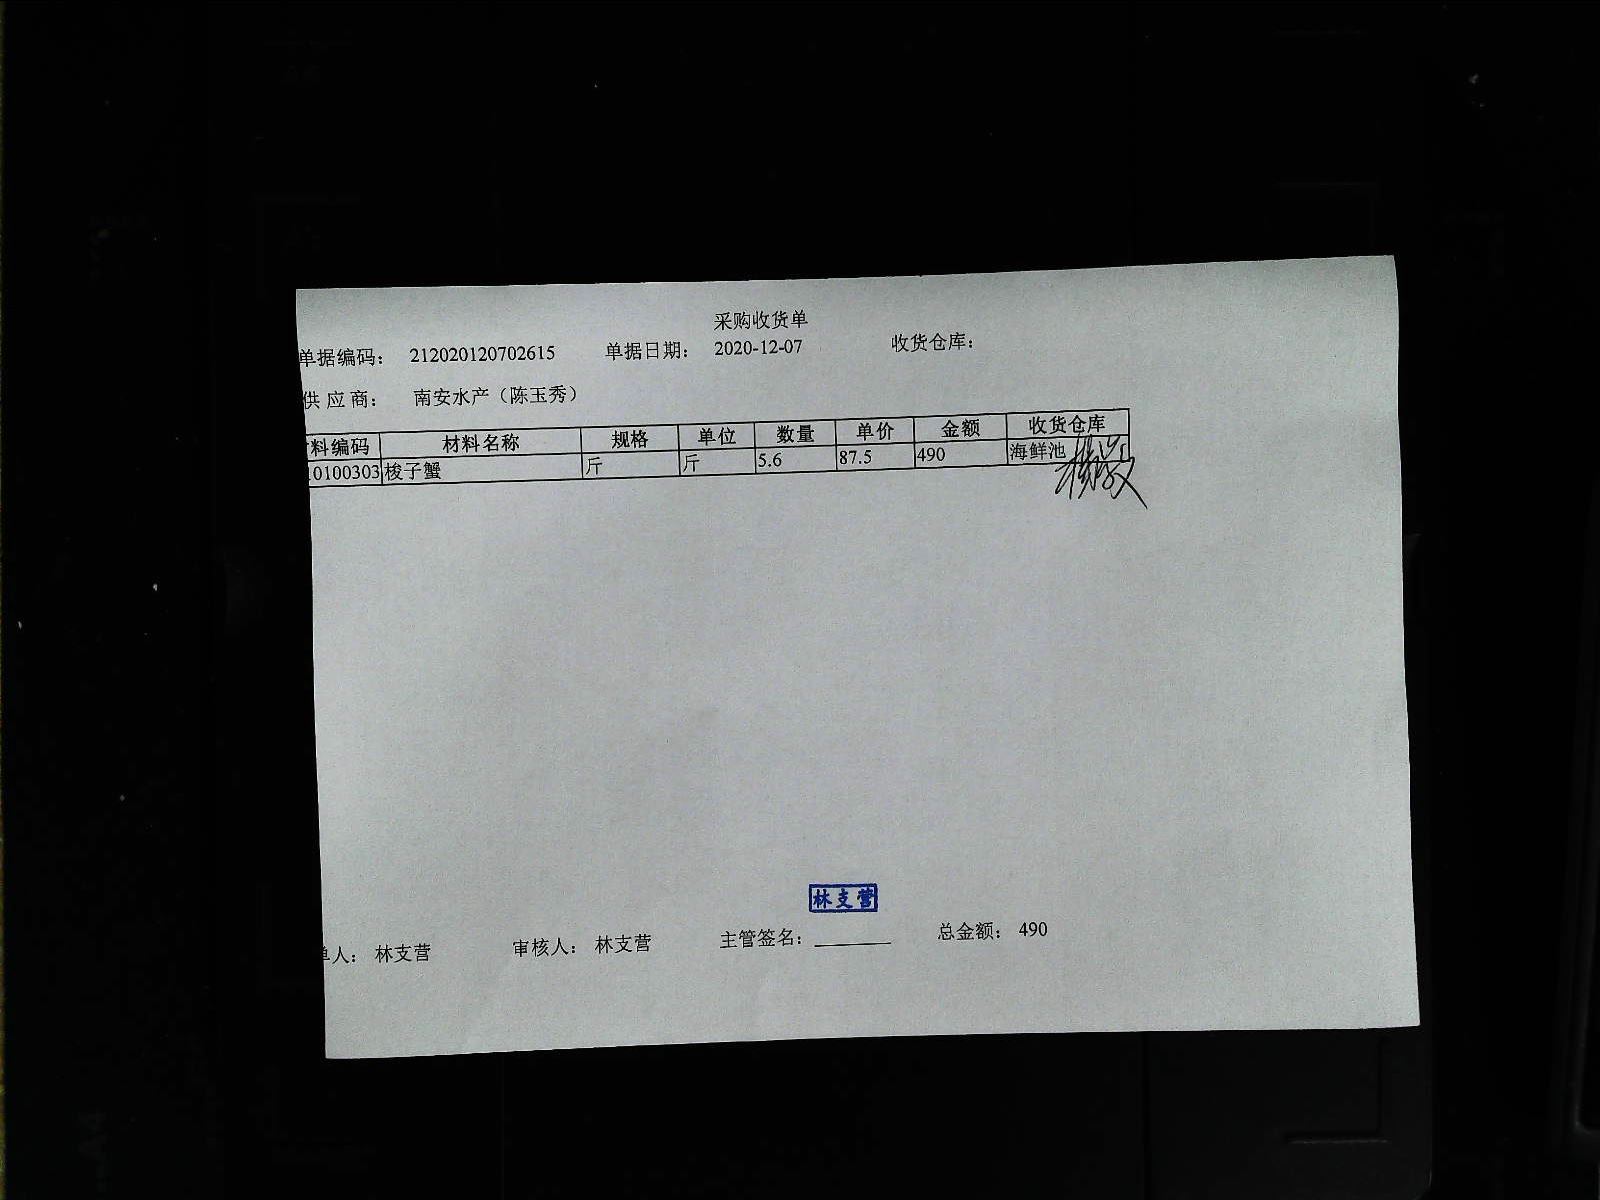 采购收货单
单据编码： 212020120702615 单据日期： 2020-12-07 收货仓库：
供应商： 南安水产（陈玉秀）
料编码 材料名称 规格 单位 数量 单价 金额 收货仓库
10100303 梭子蟹 斤 斤 5.6 87.5 490 海鲜池
林支营
单人： 林支营 审核人： 林支营 主管签名： 总金额： 490